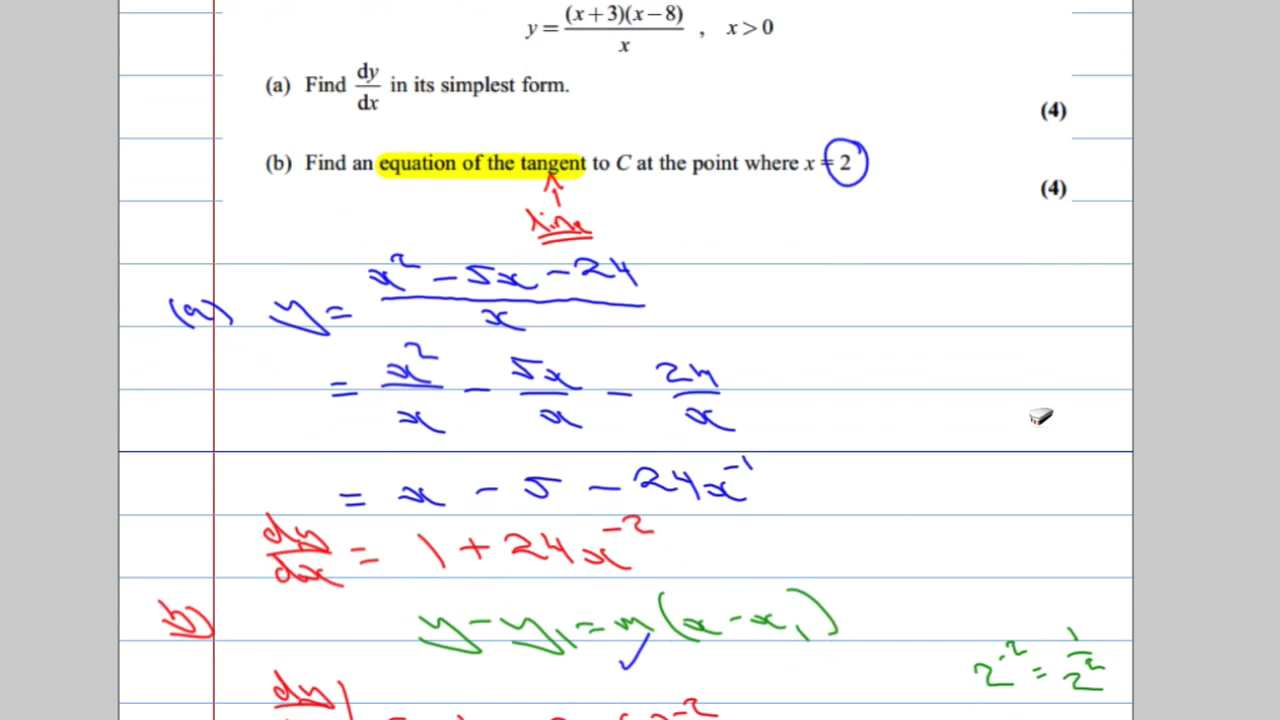 y = (x+3)(x−8)/x , x > 0
(a) Find dy/dx in its simplest form.
(4)
(b) Find an equation of the tangent to C at the point where x = 2
(4)
line
(a) y = (x² − 5x − 24)/x
= x²/x − 5x/x − 24/x
= x − 5 − 24x⁻¹
dy/dx = 1 + 24x⁻²
b) y − y₁ = m(x − x₁)
2⁻² = 1/2²
dy